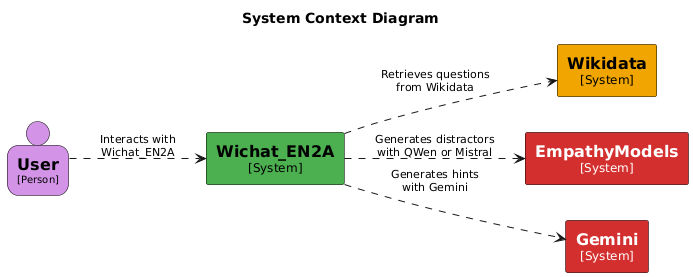 System Context Diagram
User
[Person]
Interacts with
Wichat_EN2A
Wichat_EN2A
[System]
Retrieves questions
from Wikidata
Wikidata
[System]
Generates distractors
with QWen or Mistral
EmpathyModels
[System]
Generates hints
with Gemini
Gemini
[System]